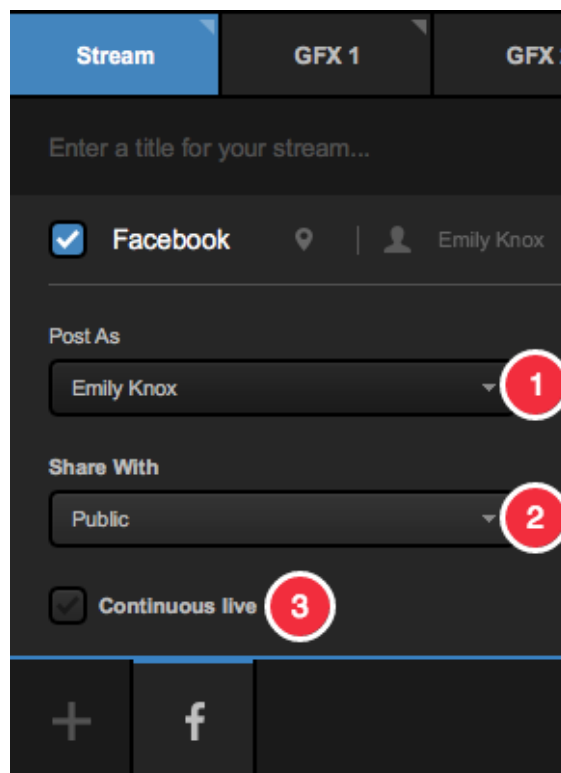 Stream GFX 1 GFX
Enter a title for your stream...
Facebook Emily Knox
Post As
Emily Knox 1
Share With
Public 2
Continuous live 3
f